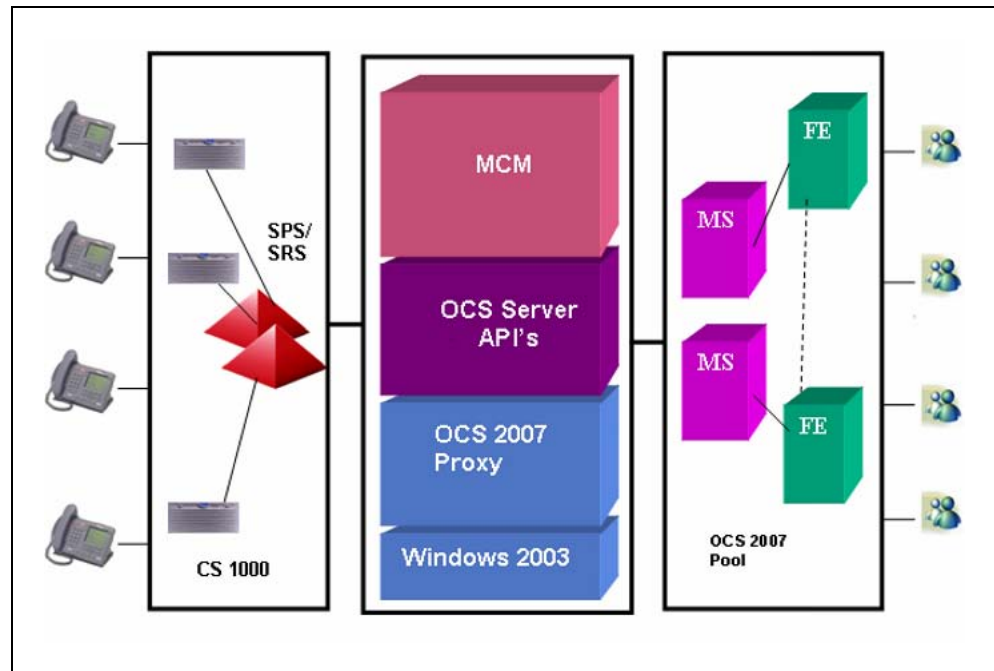 SPS/
SRS
CS 1000
MCM
OCS Server
API's
OCS 2007
Proxy
Windows 2003
FE
MS
MS
FE
OCS 2007
Pool